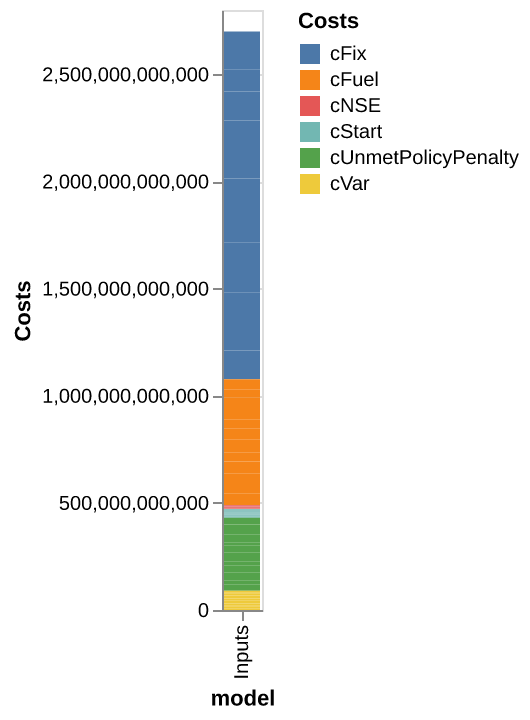 Costs
cFix
cFuel
cNSE
cStart
cUnmetPolicyPenalty
cVar
Costs
2,500,000,000,000
2,000,000,000,000
1,500,000,000,000
1,000,000,000,000
500,000,000,000
0
Inputs
model